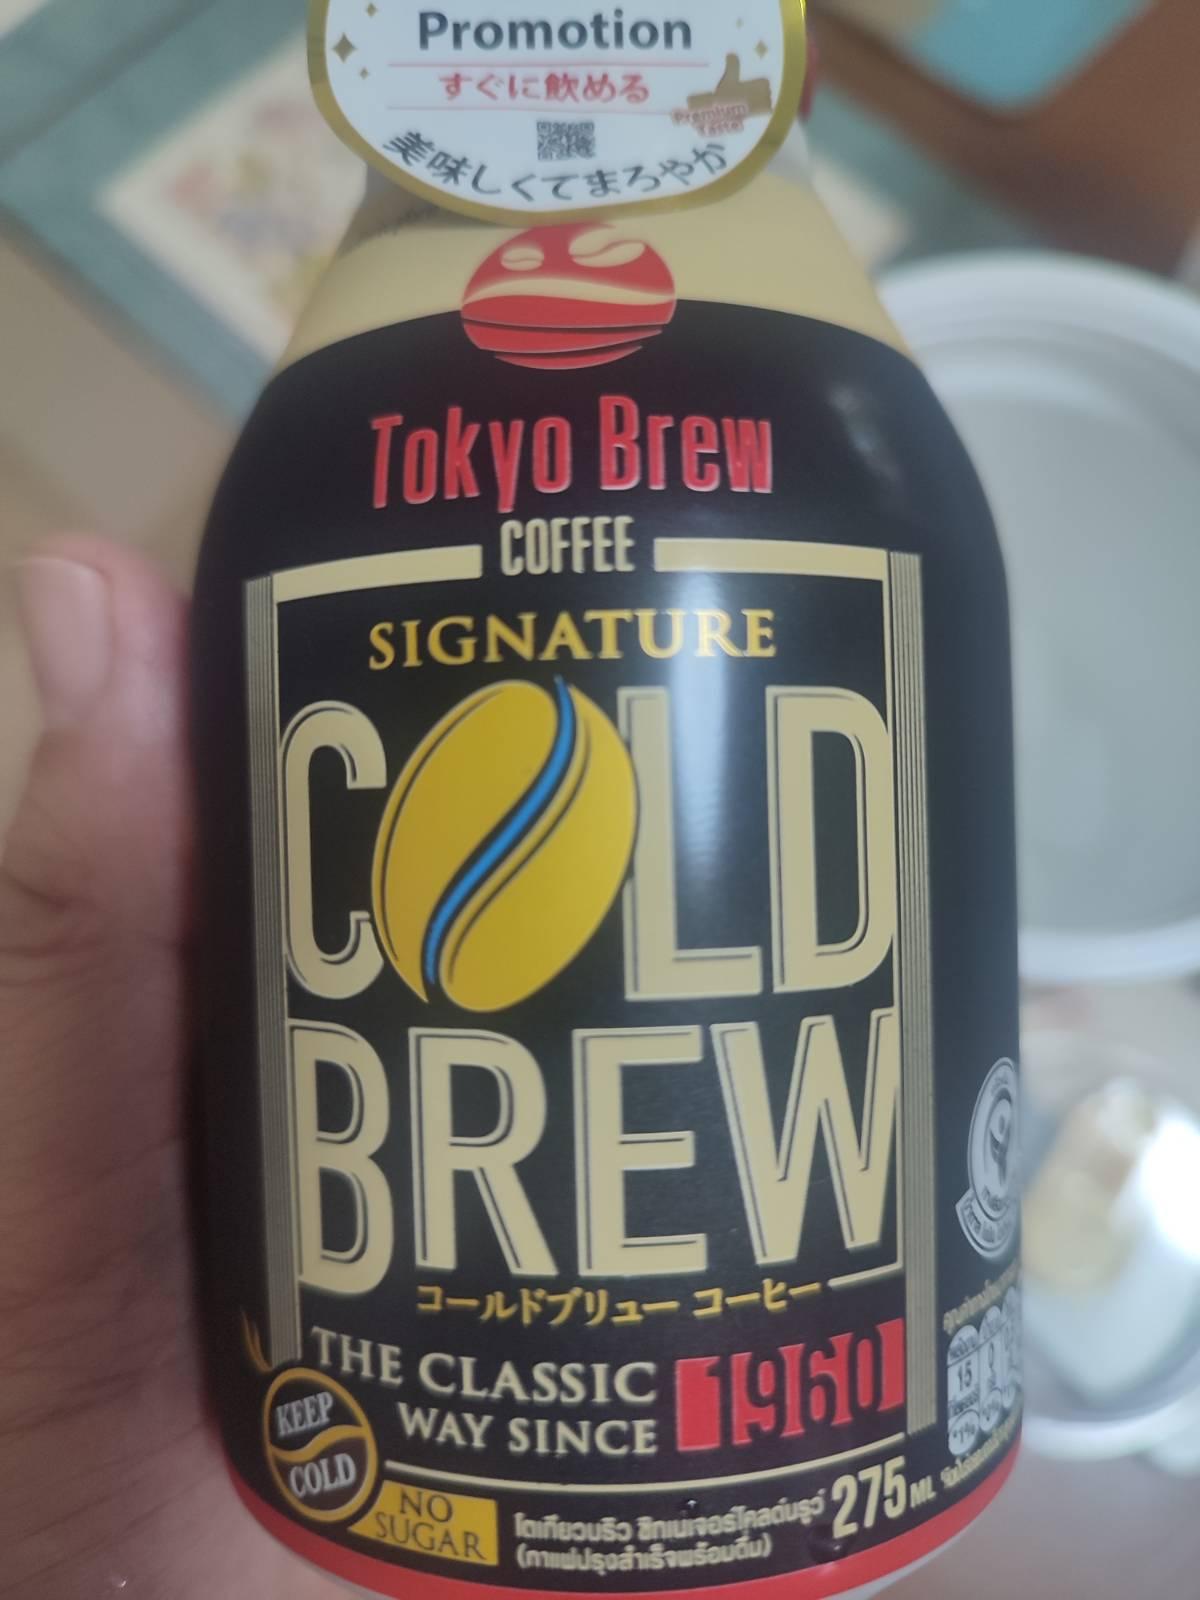 Promotion
すぐに飲める
Premium
Taste
美味しくてまろやか
Tokyo Brew
COFFEE
SIGNATURE
COLD
BREW
コールドブリュー コーヒー
THE CLASSIC
WAY SINCE
1960
KEEP
COLD
NO
SUGAR
โตเกียวบริว ซิกเนเจอร์โคลด์บรูว์
(กาแฟปรุงสำเร็จพร้อมดื่ม)
275 ML
15